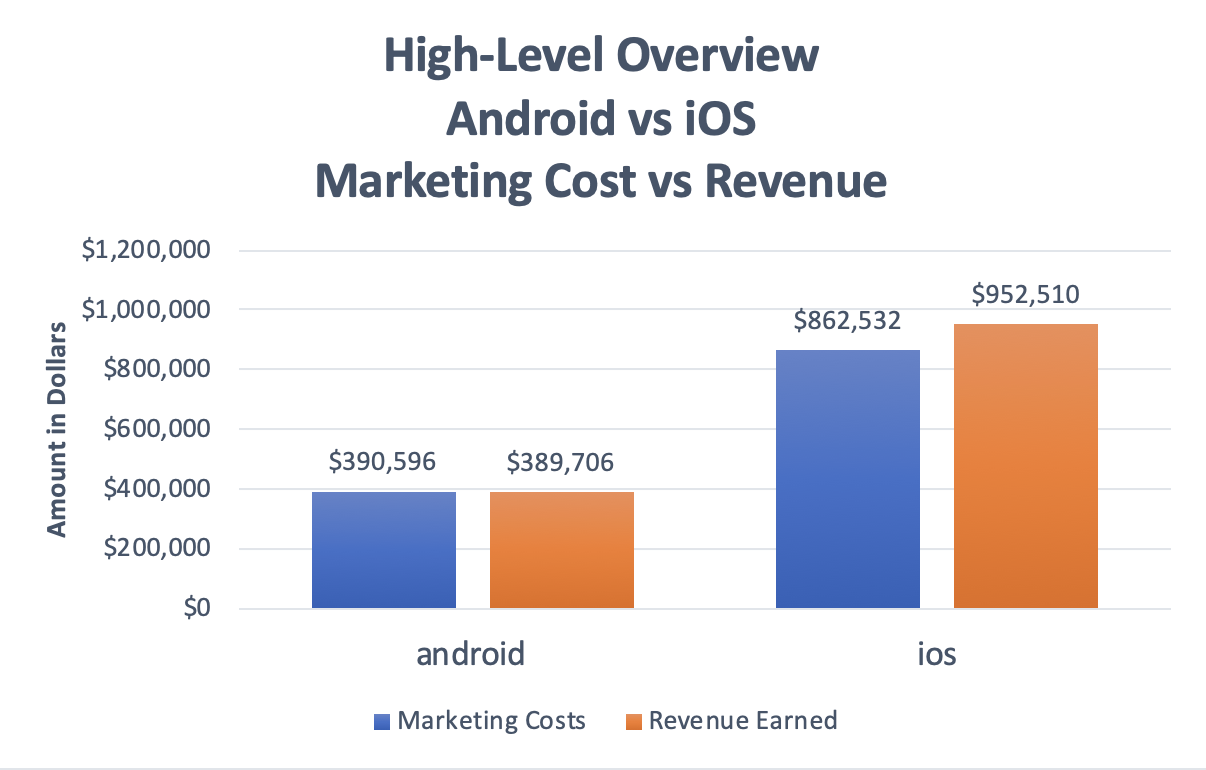 High-Level Overview
Android vs iOS
Marketing Cost vs Revenue
Amount in Dollars
$1,200,000
$1,000,000
$800,000
$600,000
$400,000
$200,000
$0
$390,596
$389,706
$862,532
$952,510
android
ios
Marketing Costs
Revenue Earned